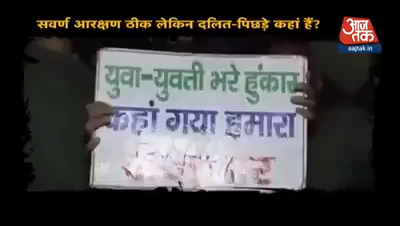 सवर्ण आरक्षण ठीक लेकिन दलित-पिछड़े कहां हैं?
आज तक
aajtak.in
युवा-युवती भरे हुंकार
कहां गया हमारा